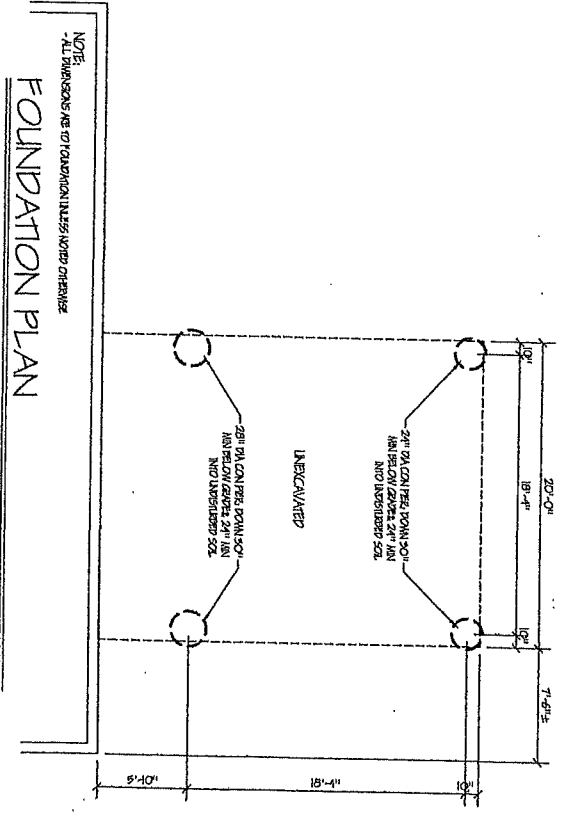 20'-0"
7'-6"±
10"
18'-4"
10"
24" DIA CON PIER; DOWN 30"
MIN BELOW GRADE & 24" MIN
INTO UNDISTURBED SOIL
UNEXCAVATED
28" DIA CON PIER; DOWN 30"
MIN BELOW GRADE & 24" MIN
INTO UNDISTURBED SOIL
10"
18'-4"
5'-10"
NOTE:
- ALL DIMENSIONS ARE TO FOUNDATION UNLESS NOTED OTHERWISE
FOUNDATION PLAN